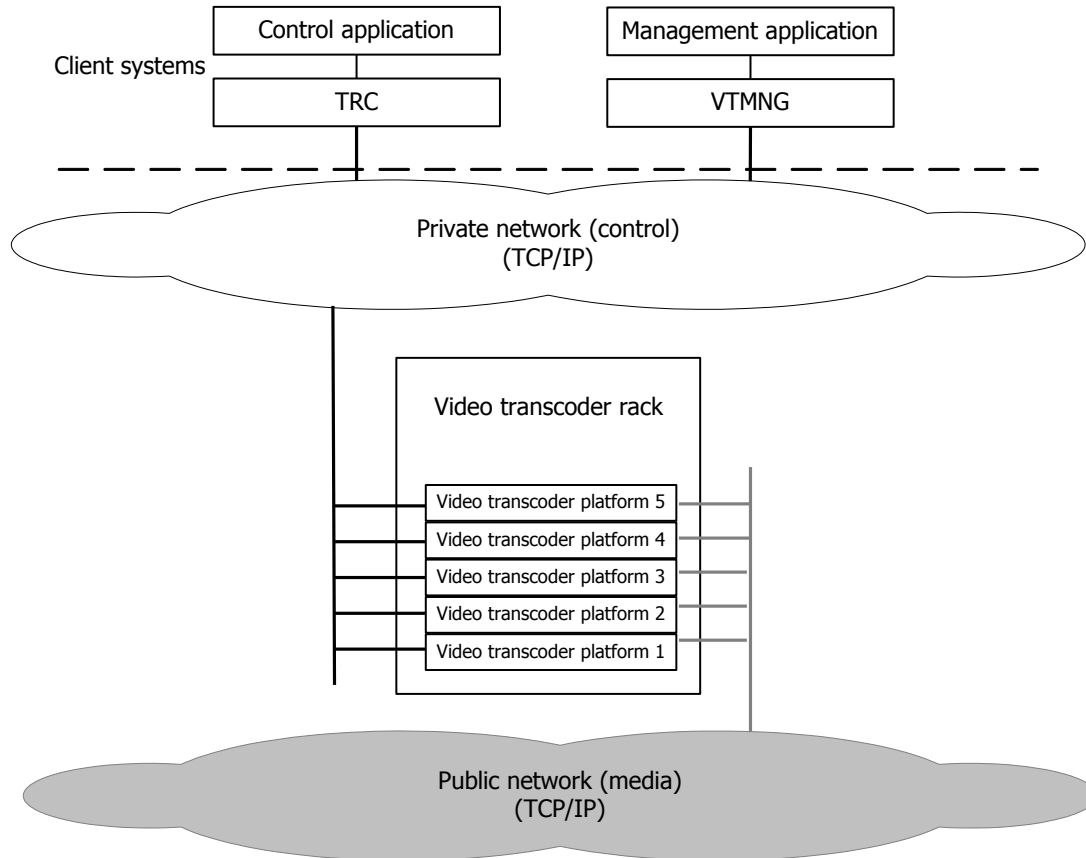 Control application
Management application
Client systems
TRC
VTMNG
Private network (control)
(TCP/IP)
Video transcoder rack
Video transcoder platform 5
Video transcoder platform 4
Video transcoder platform 3
Video transcoder platform 2
Video transcoder platform 1
Public network (media)
(TCP/IP)